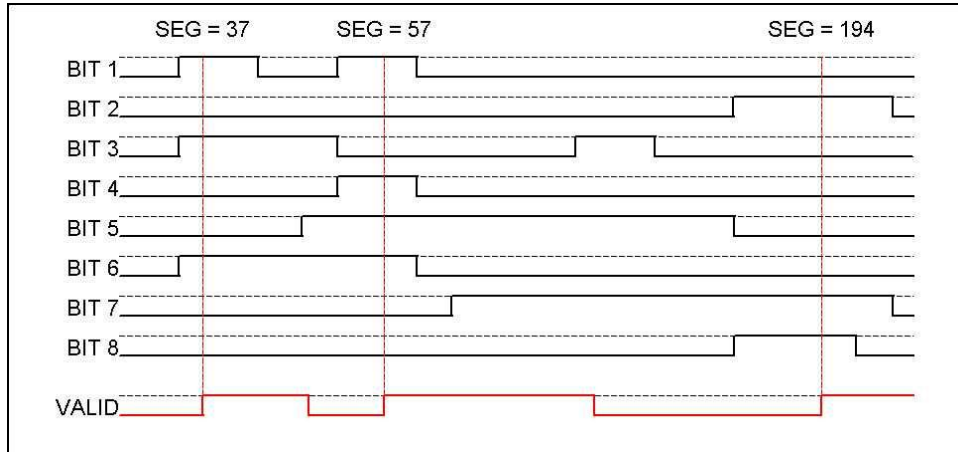 SEG = 37 SEG = 57 SEG = 194
BIT 1
BIT 2
BIT 3
BIT 4
BIT 5
BIT 6
BIT 7
BIT 8
VALID